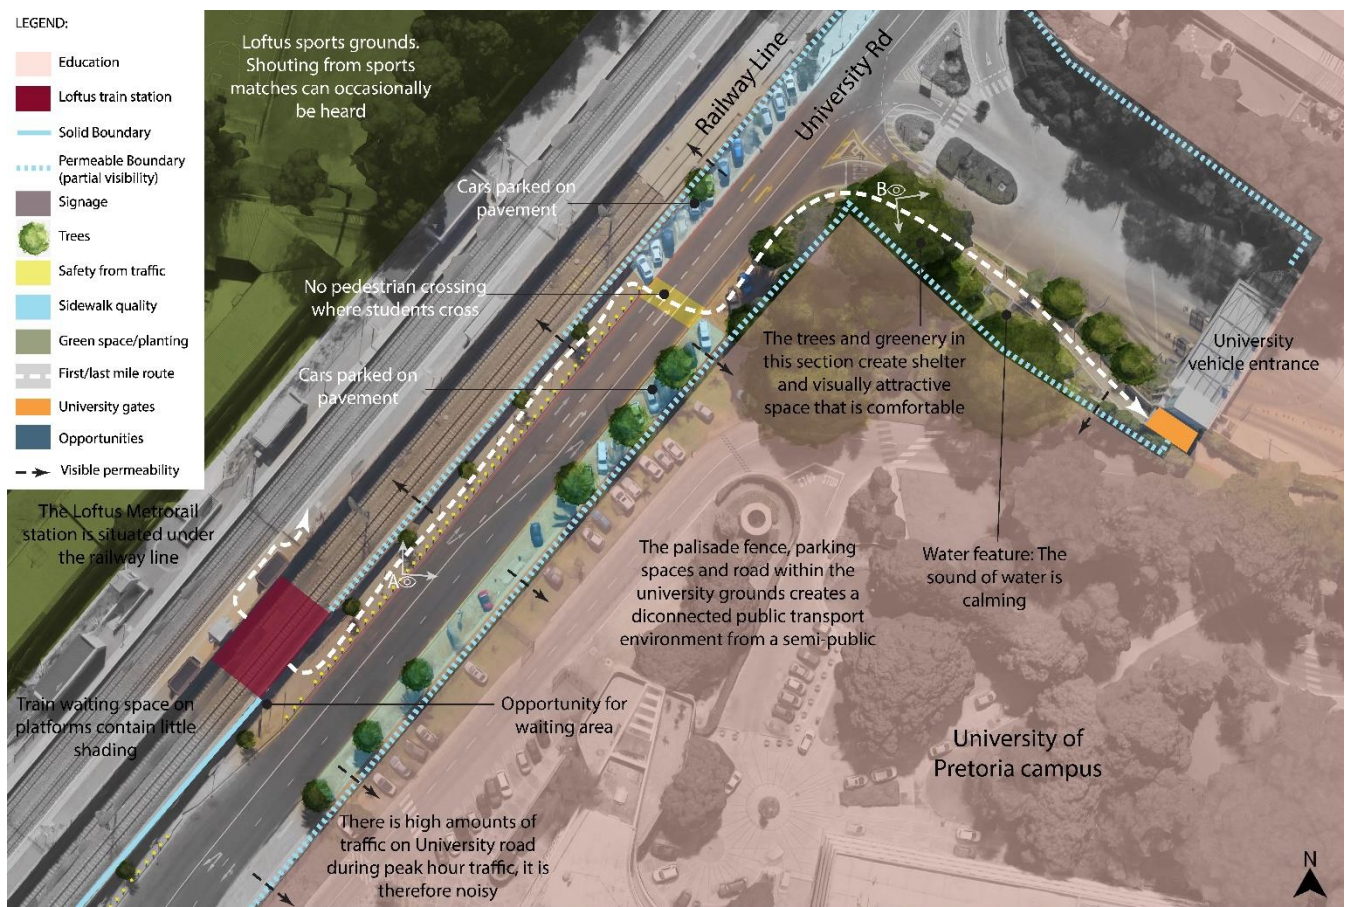 LEGEND:
Education
Loftus train station
Solid Boundary
Permeable Boundary
(partial visibility)
Signage
Trees
Safety from traffic
Sidewalk quality
Green space/planting
First/last mile route
University gates
Opportunities
Visible permeability
Loftus sports grounds.
Shouting from sports
matches can occasionally
be heard
Railway Line
University Rd
Cars parked on
pavement
B
No pedestrian crossing
where students cross
Cars parked on
pavement
The trees and greenery in
this section create shelter
and visually attractive
space that is comfortable
University
vehicle entrance
The Loftus Metrorail
station is situated under
the railway line
A
The palisade fence, parking
spaces and road within the
university grounds creates a
diconnected public transport
environment from a semi-public
Water feature: The
sound of water is
calming
Train waiting space on
platforms contain little
shading
Opportunity for
waiting area
University of
Pretoria campus
There is high amounts of
traffic on University road
during peak hour traffic, it is
therefore noisy
N